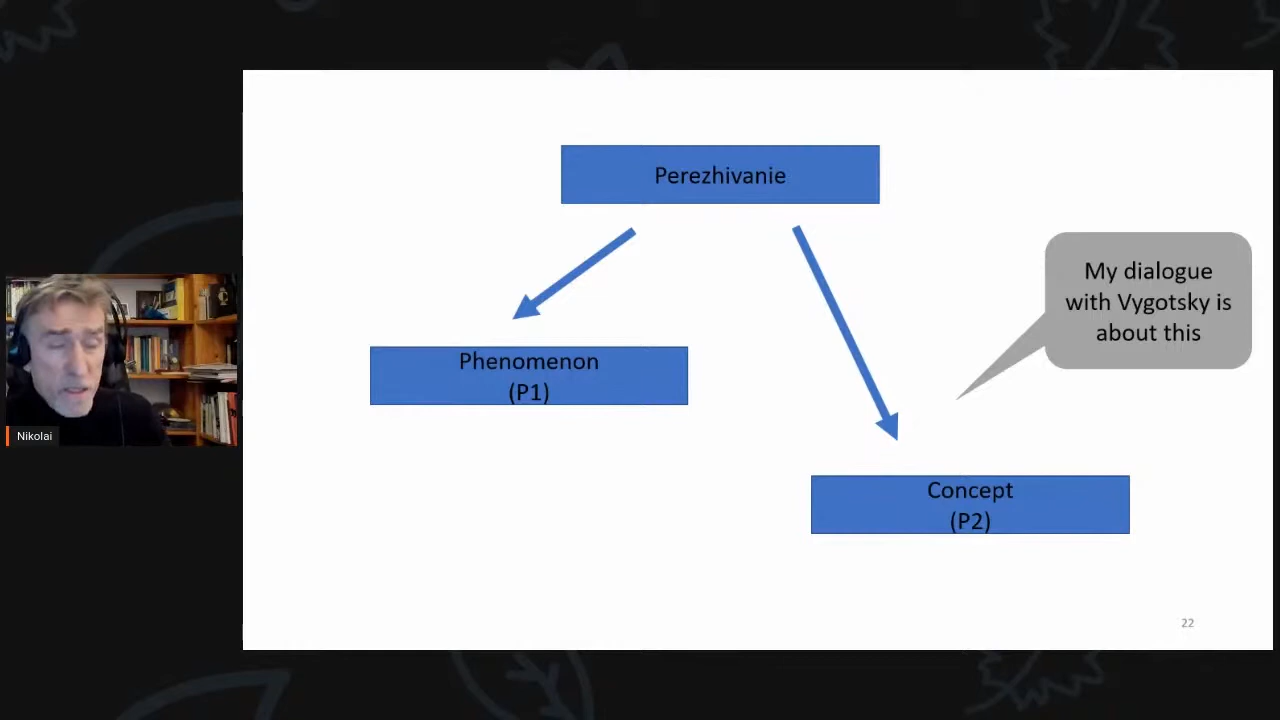 Perezhivanie
My dialogue
with Vygotsky is
about this
Phenomenon
(P1)
Nikolai
Concept
(P2)
22